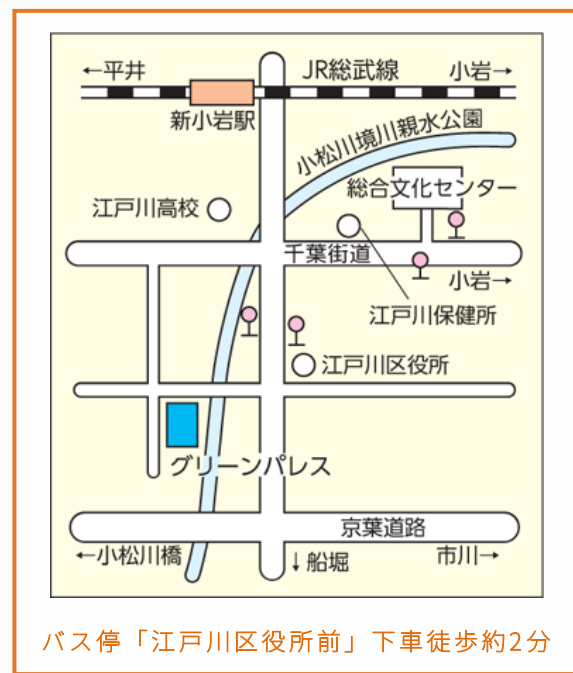 ←平井
JR総武線
小岩→
新小岩駅
小松川境川親水公園
総合文化センター
江戸川高校
千葉街道
小岩→
江戸川保健所
江戸川区役所
グリーンパレス
京葉道路
←小松川橋
↓船堀
市川→
バス停「江戸川区役所前」下車徒歩約2分